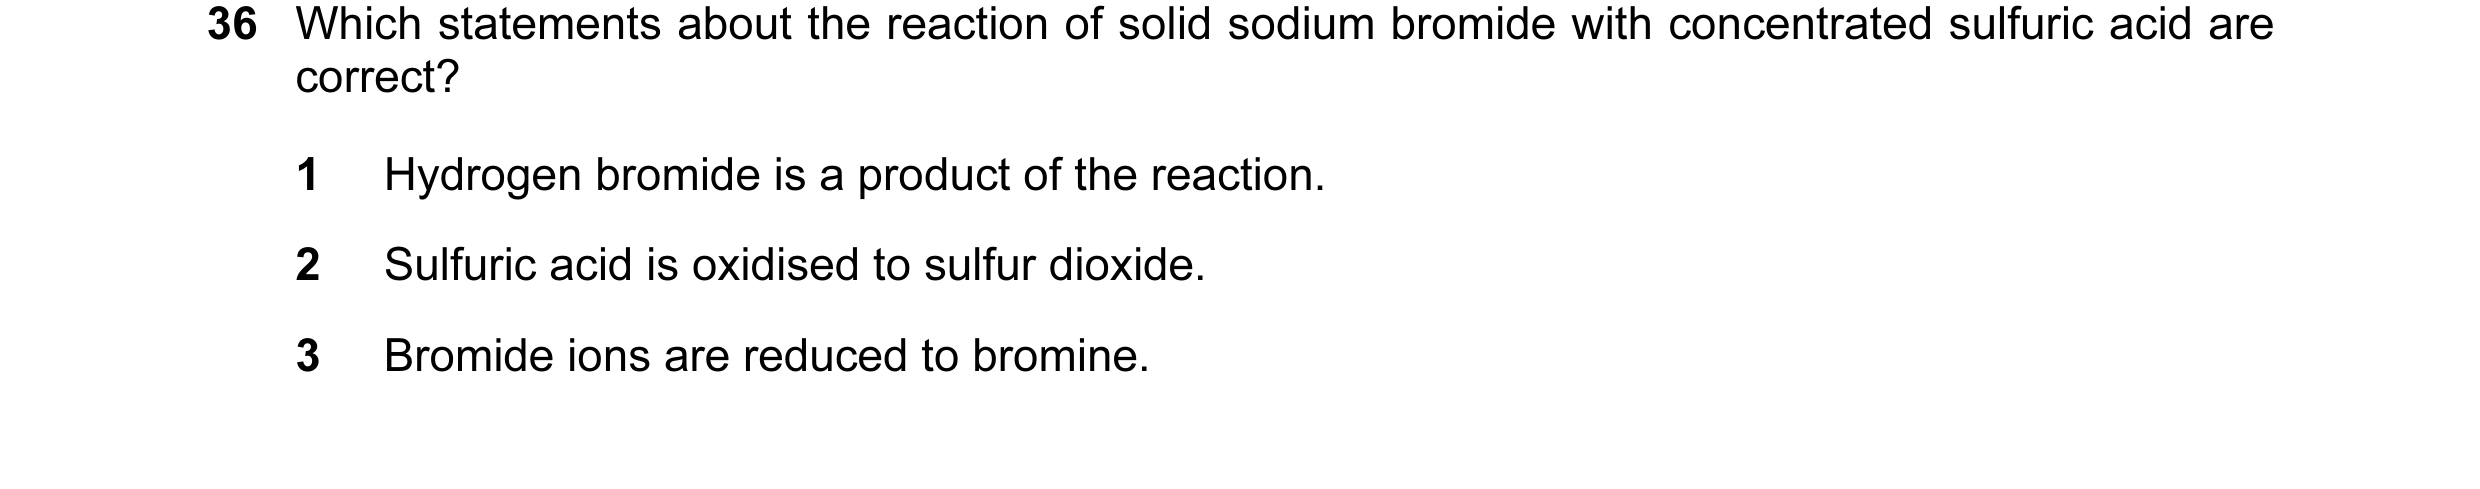 36 Which statements about the reaction of solid sodium bromide with concentrated sulfuric acid are
correct?
1 Hydrogen bromide is a product of the reaction.
2 Sulfuric acid is oxidised to sulfur dioxide.
3 Bromide ions are reduced to bromine.